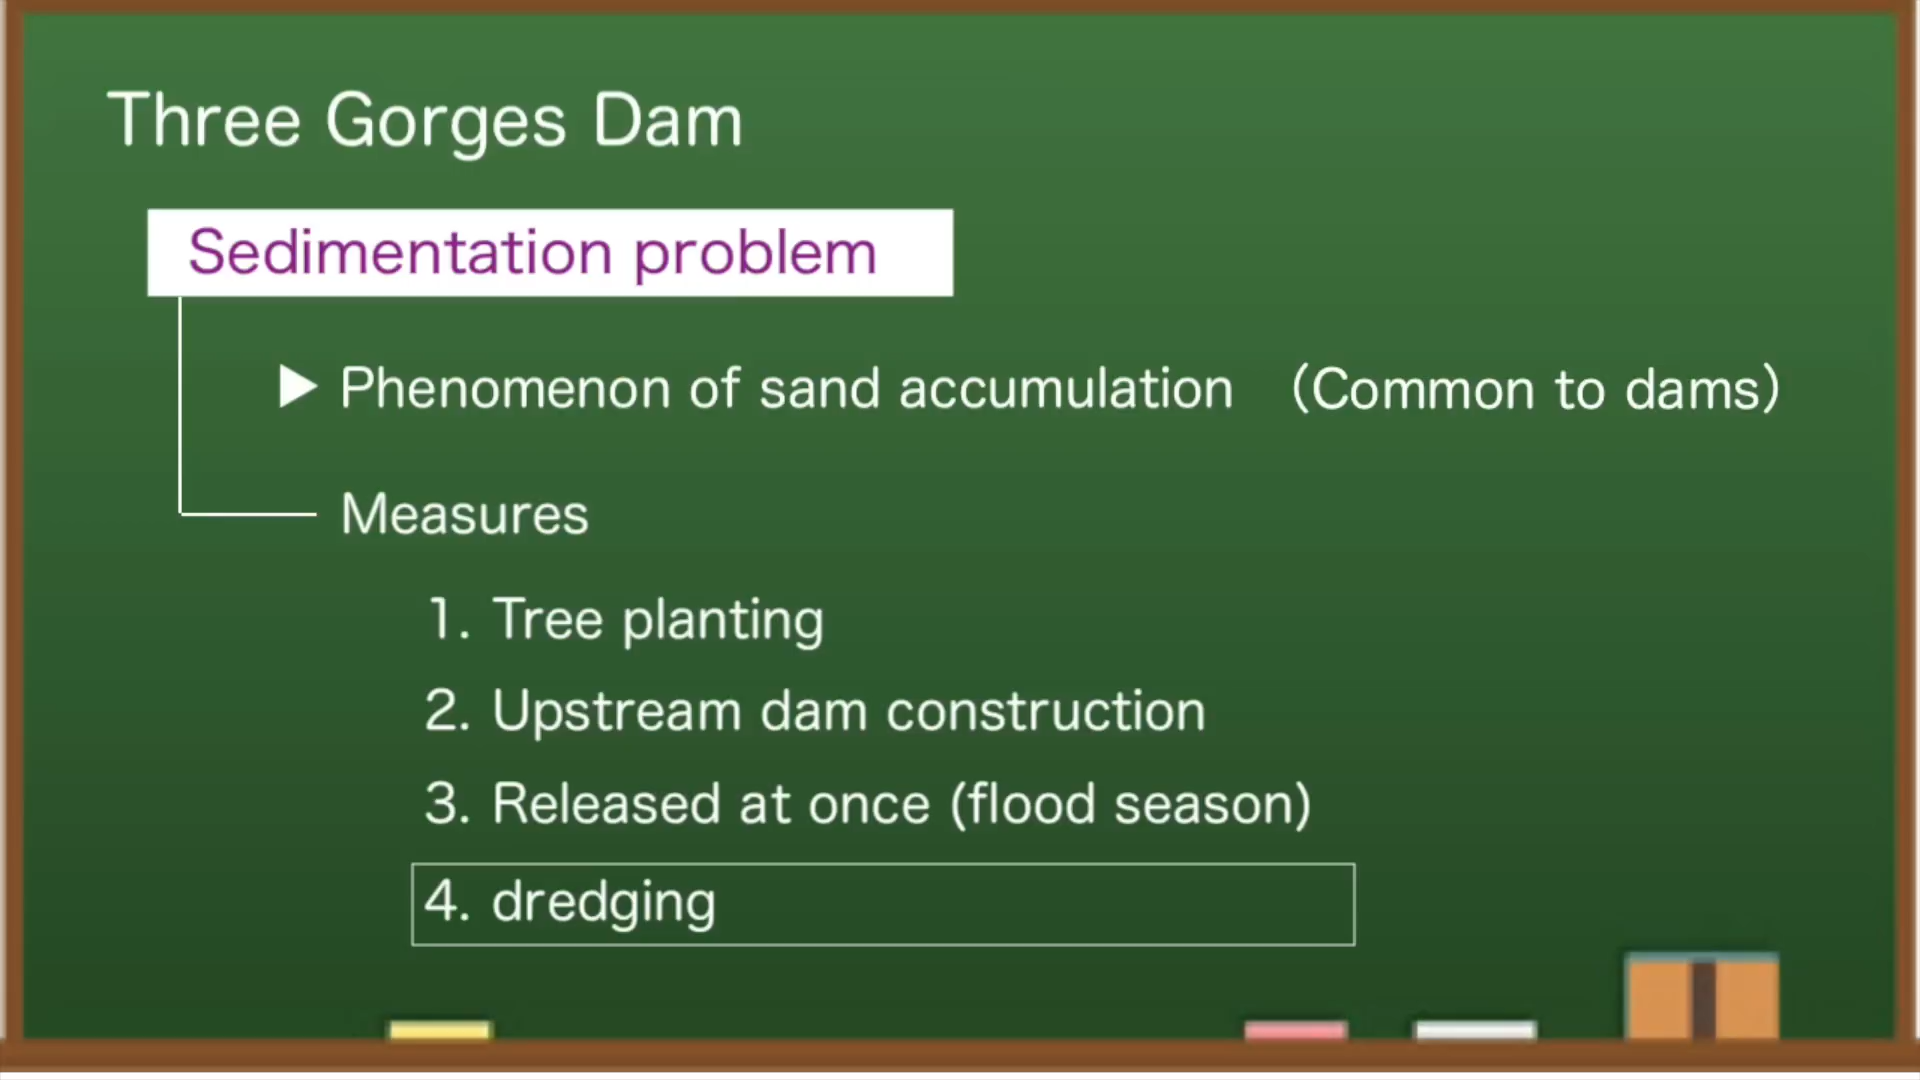 Three Gorges Dam
Sedimentation problem
▶ Phenomenon of sand accumulation （Common to dams）
Measures
1. Tree planting
2. Upstream dam construction
3. Released at once (flood season)
4. dredging